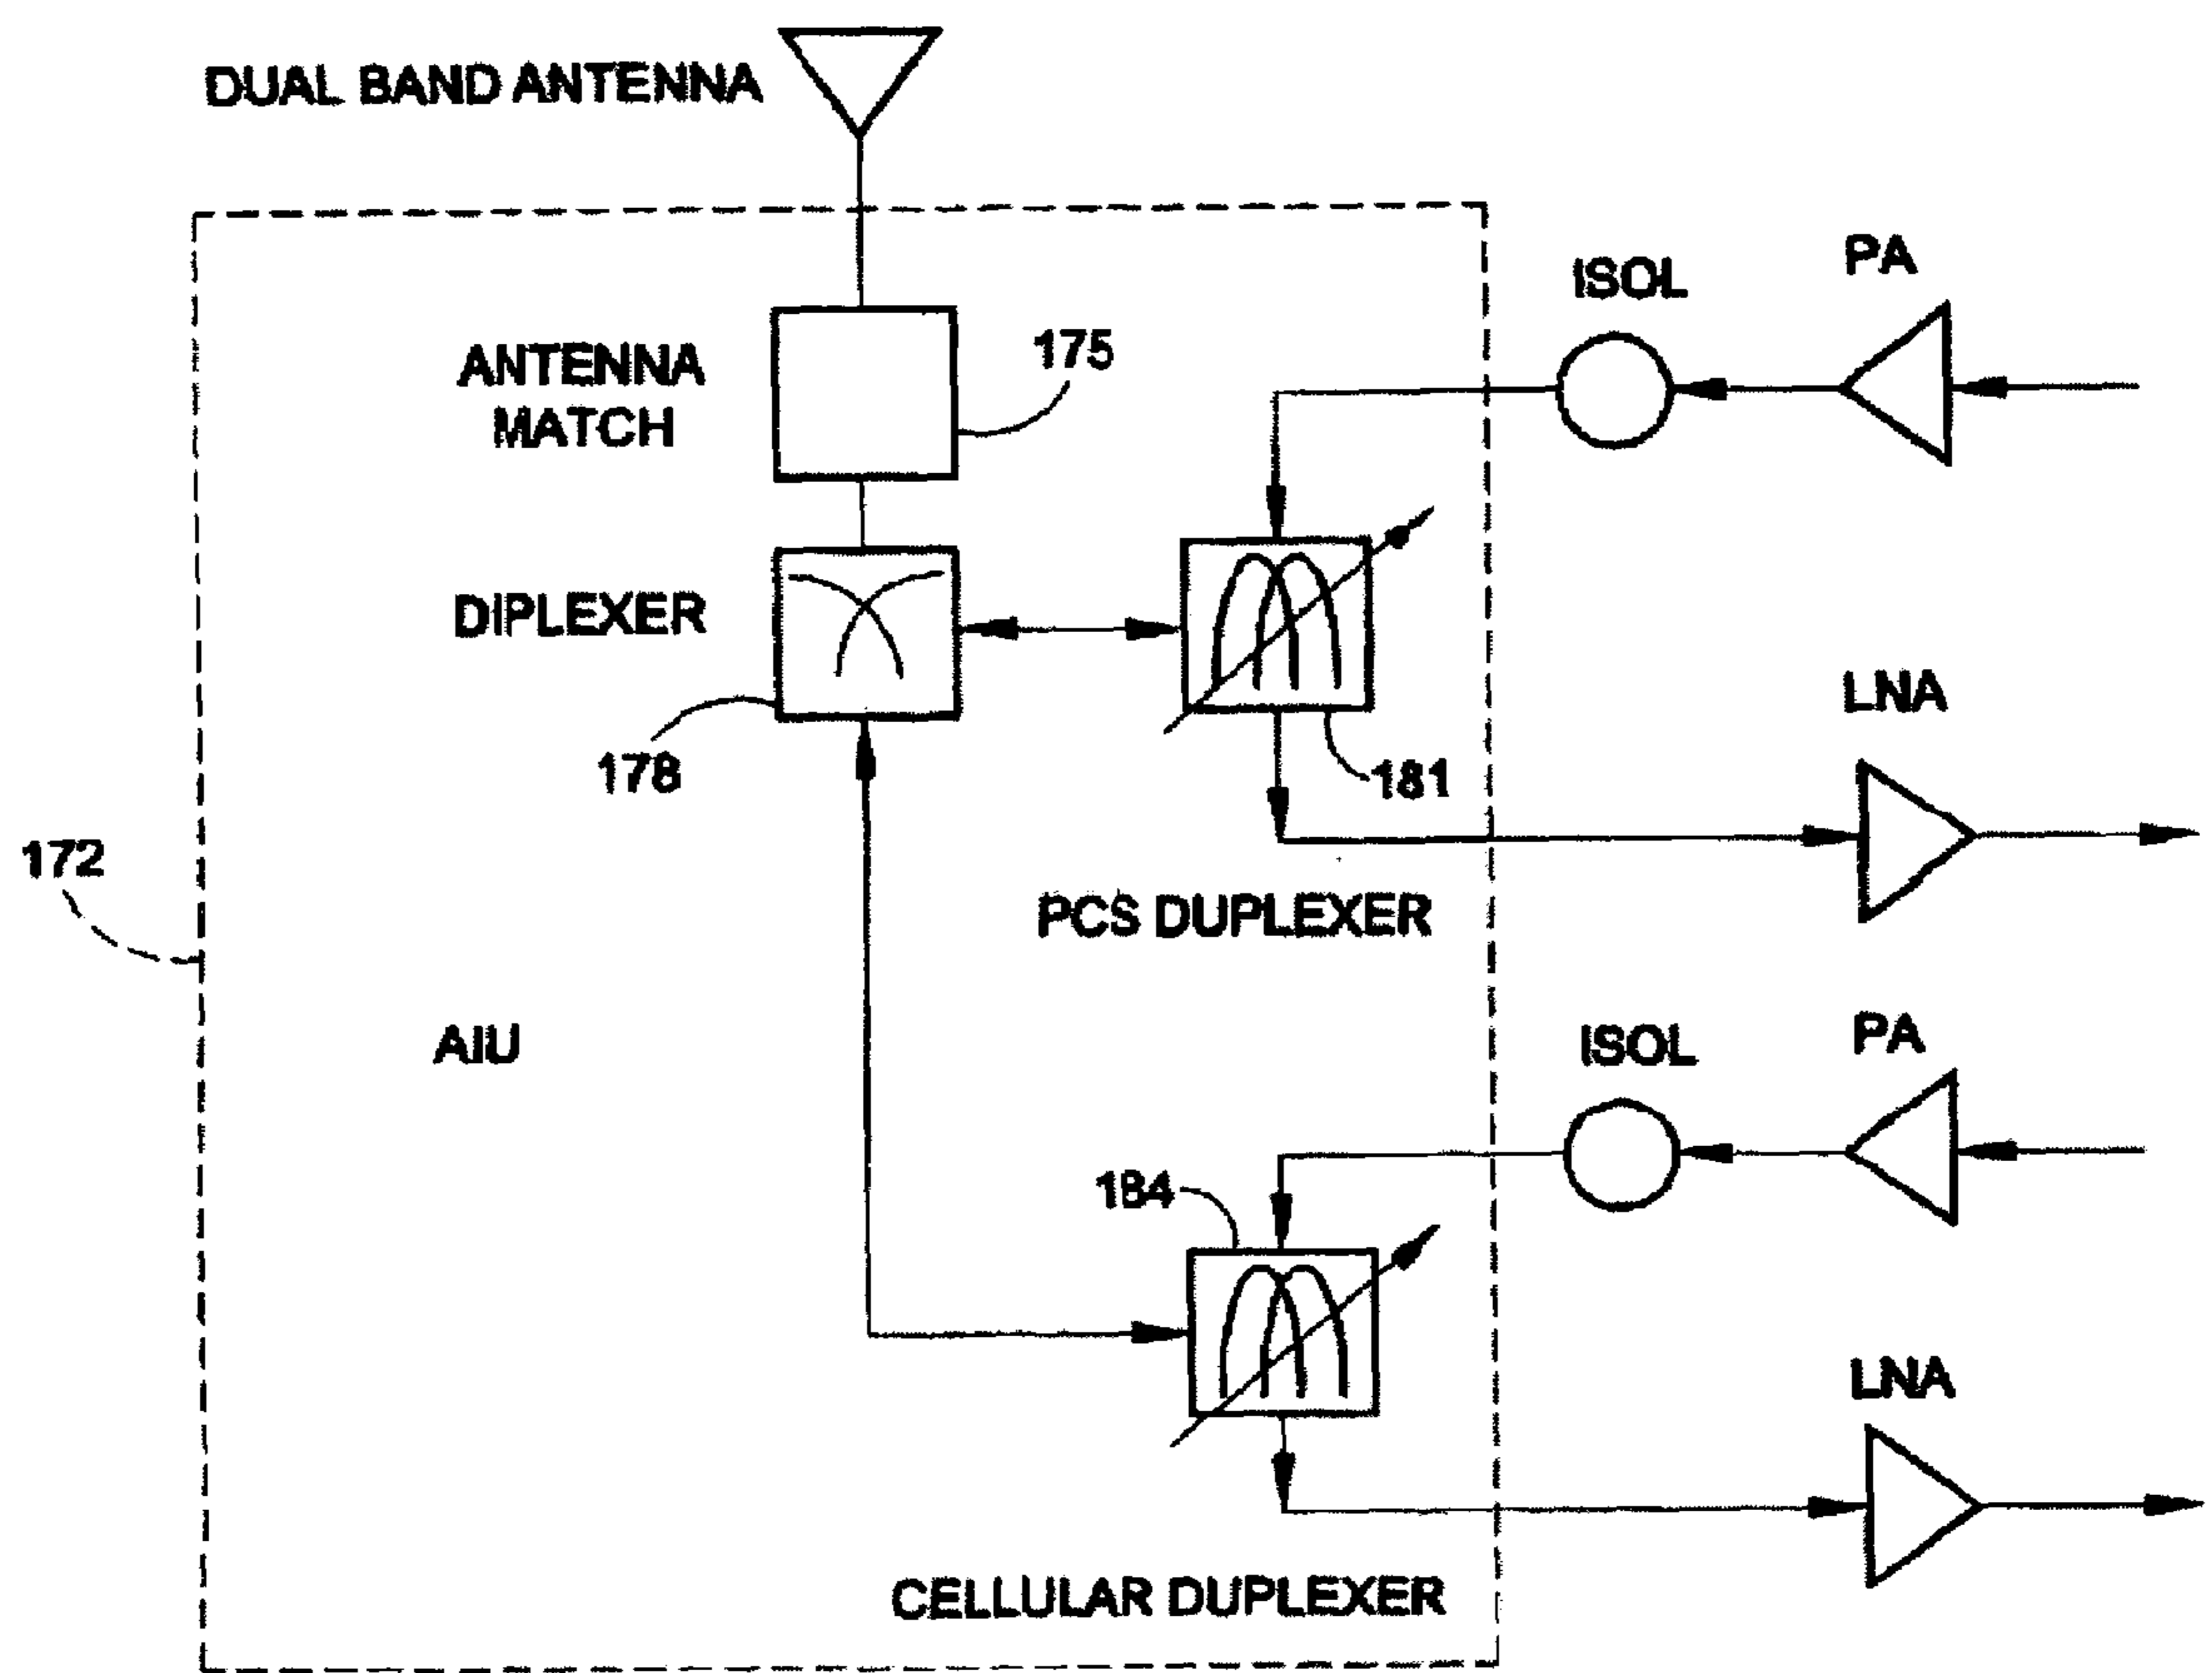 DUAL BAND ANTENNA
ISOL
PA
ANTENNA
MATCH
175
DIPLEXER
178
181
LNA
172
PCS DUPLEXER
AIU
ISOL
PA
184
LNA
CELLULAR DUPLEXER